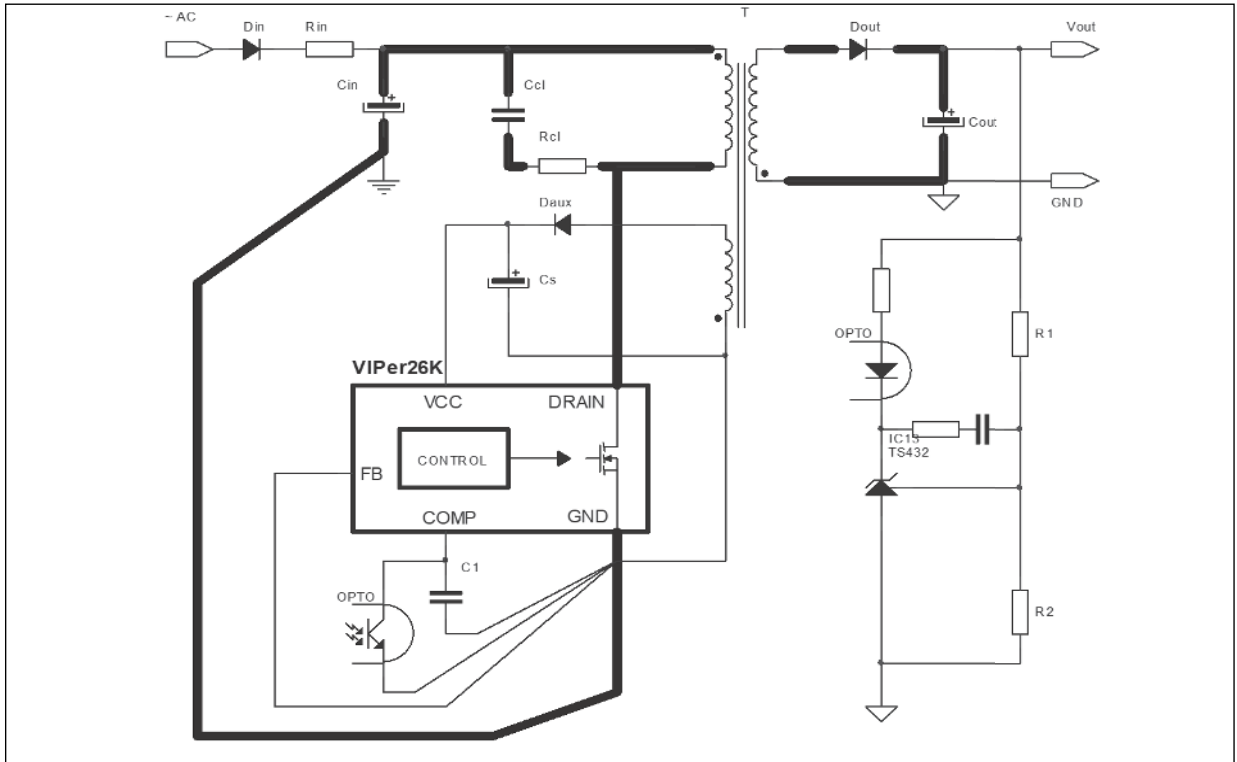 ~ AC
Din
Rin
T
Dout
Vout
Cin
+
Ccl
+
Cout
Rcl
GND
Daux
+
Cs
OPTO
R1
VIPer26K
VCC
DRAIN
IC13
TS432
CONTROL
FB
COMP
GND
C1
OPTO
R2